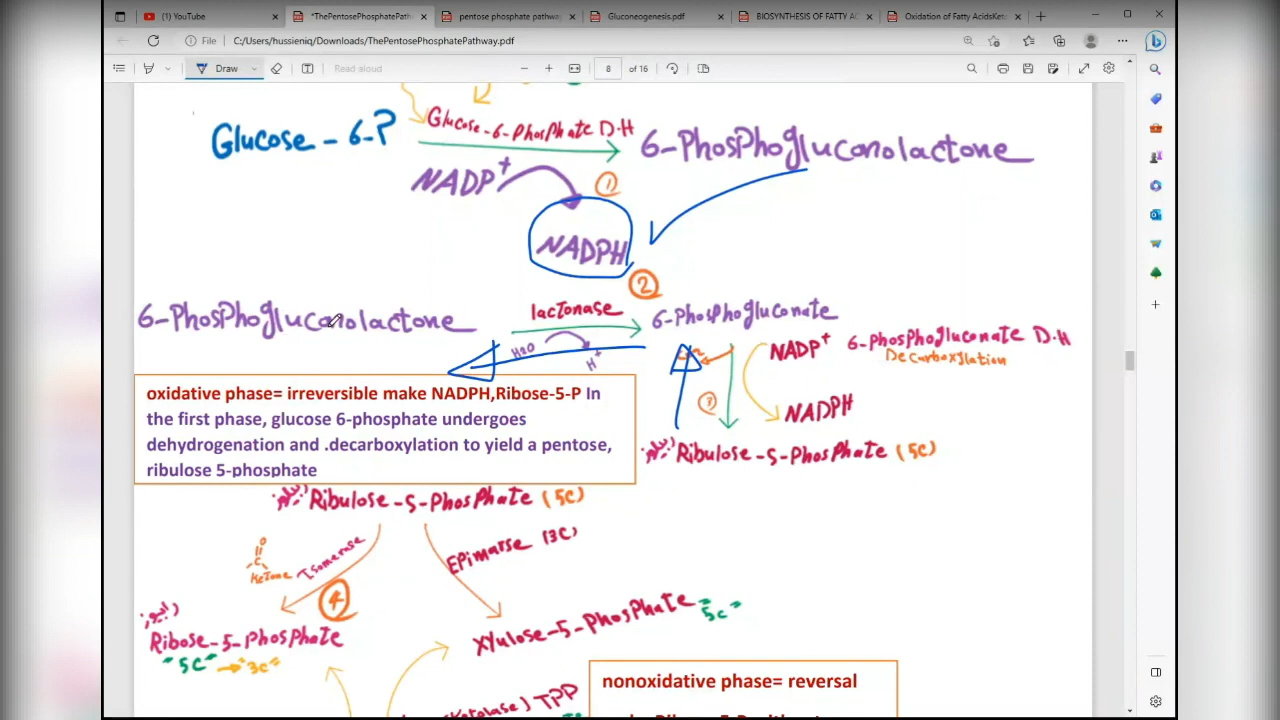 (1) YouTube
*ThePentosePhosphatePath
pentose phosphate pathway
Gluconeogenesis.pdf
BIOSYNTHESIS OF FATTY AC
Oxidation of Fatty AcidsKet
File
C:/Users/hussieniq/Downloads/ThePentosePhosphatePathway.pdf
Draw
Read aloud
8
of 16
Glucose-6-Phosphate D.H
Glucose-6-P
6-Phosphogluconolactone
NADP+
1
NADPH
2
lactonase
6-Phosphogluconolactone
6-Phosphogluconate
H2O
H+
NADP+
6-Phosphogluconate D.H
Decarboxylation
3
NADPH
Ribulose-5-Phosphate (5C)
oxidative phase= irreversible make NADPH,Ribose-5-P In
the first phase, glucose 6-phosphate undergoes
dehydrogenation and .decarboxylation to yield a pentose,
ribulose 5-phosphate
Ribulose-5-Phosphate (5C)
O
C
Ketone
Isomerase
Epimarse (3C)
4
Ribose-5-Phosphate
"5C" → "3C"
Xyulose-5-Phosphate "5C"
ketolase) TPP
nonoxidative phase= reversal